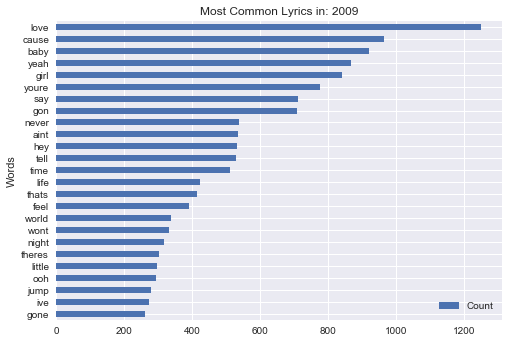 Most Common Lyrics in: 2009
love
cause
baby
yeah
girl
youre
say
gon
never
aint
hey
tell
time
life
thats
feel
world
wont
night
theres
little
ooh
jump
ive
gone
Words
Count
0 200 400 600 800 1000 1200